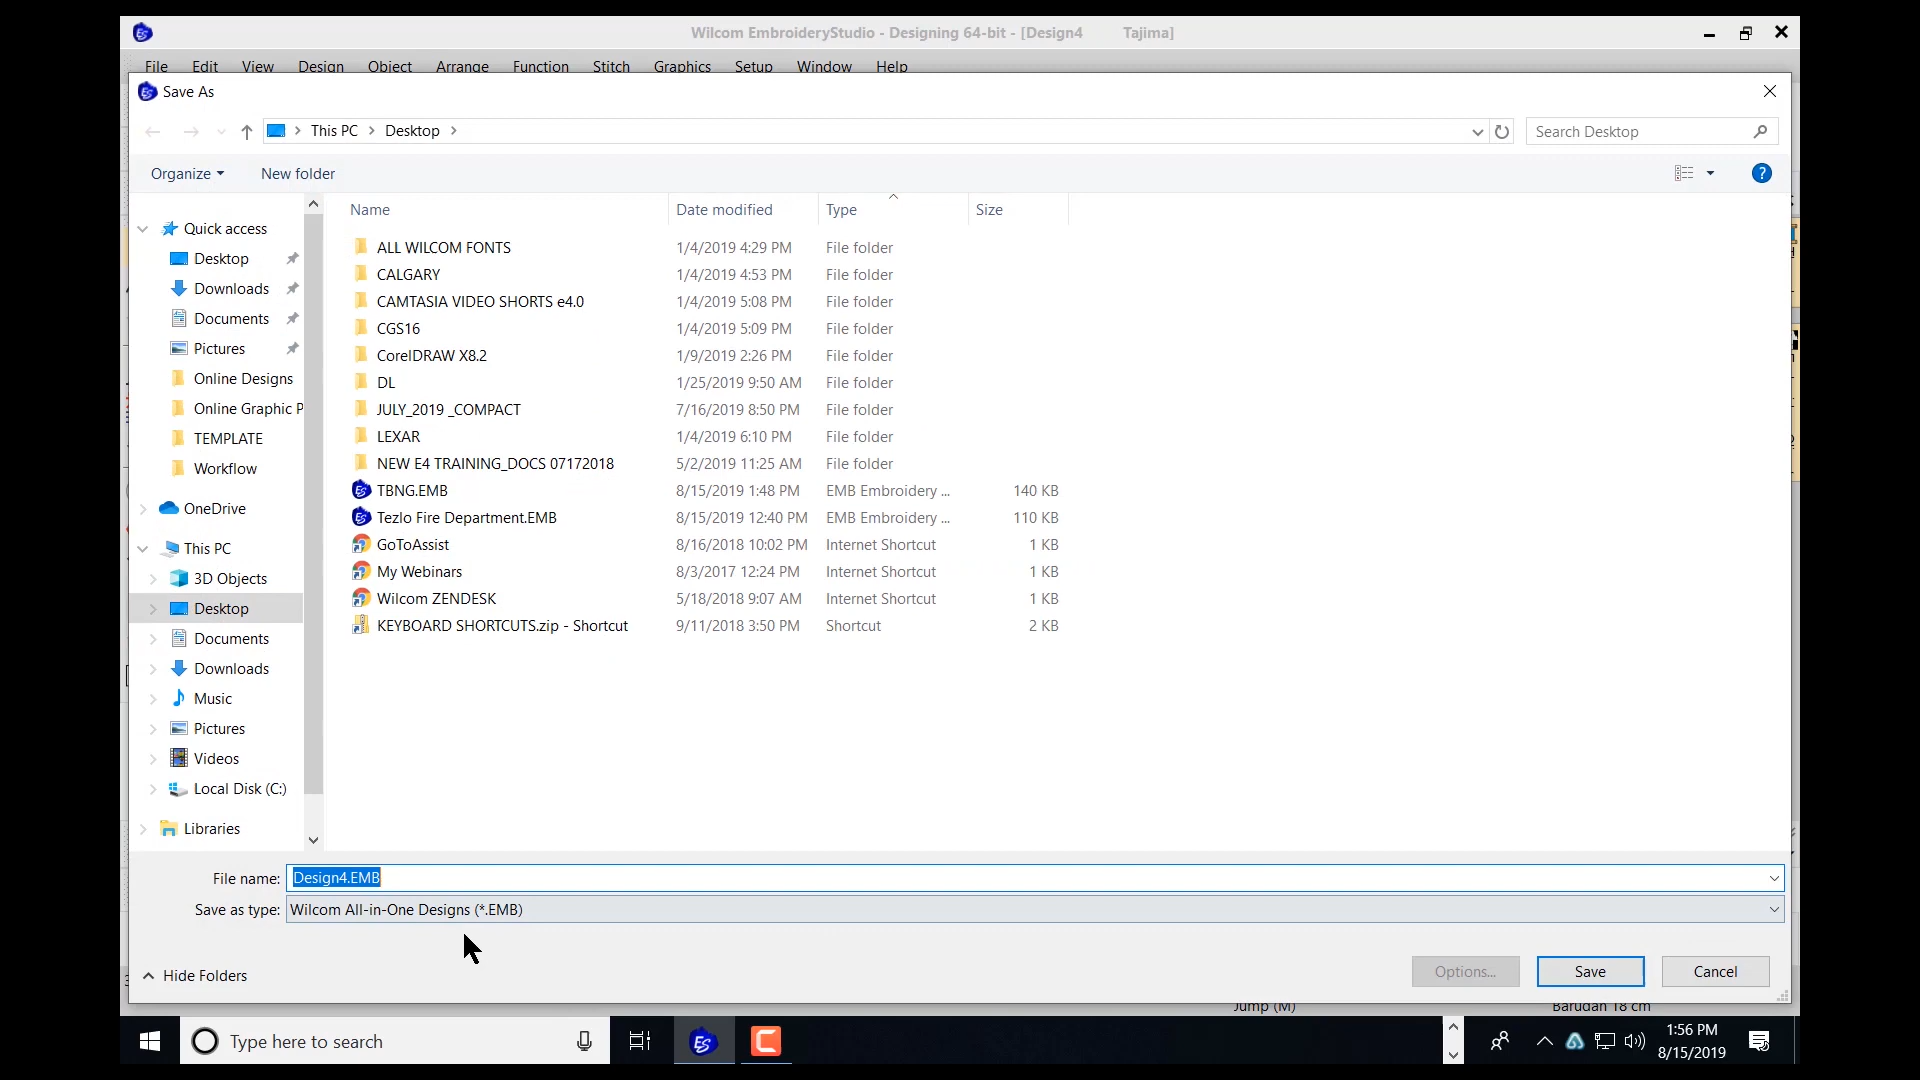 Wilcom EmbroideryStudio - Designing 64-bit - [Design4 Tajima]
File Edit View Design Object Arrange Function Stitch Graphics Setup Window Help
Save As
This PC Desktop
Search Desktop
Organize New folder
Name Date modified Type Size
Quick access
Desktop
Downloads
Documents
Pictures
Online Designs
Online Graphic P
TEMPLATE
Workflow
OneDrive
This PC
3D Objects
Desktop
Documents
Downloads
Music
Pictures
Videos
Local Disk (C:)
Libraries
ALL WILCOM FONTS 1/4/2019 4:29 PM File folder
CALGARY 1/4/2019 4:53 PM File folder
CAMTASIA VIDEO SHORTS e4.0 1/4/2019 5:08 PM File folder
CGS16 1/4/2019 5:09 PM File folder
CorelDRAW X8.2 1/9/2019 2:26 PM File folder
DL 1/25/2019 9:50 AM File folder
JULY_2019 _COMPACT 7/16/2019 8:50 PM File folder
LEXAR 1/4/2019 6:10 PM File folder
NEW E4 TRAINING_DOCS 07172018 5/2/2019 11:25 AM File folder
TBNG.EMB 8/15/2019 1:48 PM EMB Embroidery ... 140 KB
Tezlo Fire Department.EMB 8/15/2019 12:40 PM EMB Embroidery ... 110 KB
GoToAssist 8/16/2018 10:02 PM Internet Shortcut 1 KB
My Webinars 8/3/2017 12:24 PM Internet Shortcut 1 KB
Wilcom ZENDESK 5/18/2018 9:07 AM Internet Shortcut 1 KB
KEYBOARD SHORTCUTS.zip - Shortcut 9/11/2018 3:50 PM Shortcut 2 KB
File name: Design4.EMB
Save as type: Wilcom All-in-One Designs (*.EMB)
Hide Folders
Options... Save Cancel
Jump (M) Barudan 18 cm
Type here to search
1:56 PM
8/15/2019